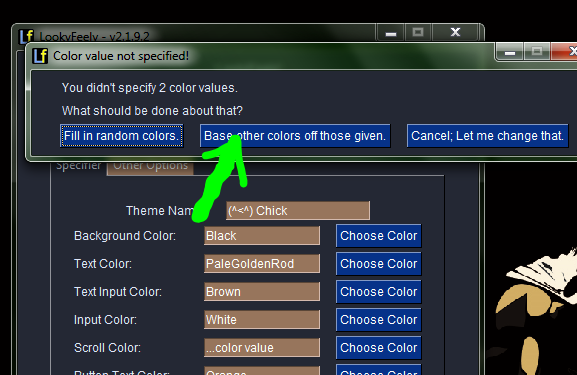 Lf LookyFeely - v2.1.9.2
Lf Color value not specified!
You didn't specify 2 color values.
What should be done about that?
Fill in random colors. Base other colors off those given. Cancel; Let me change that.
Specifier Other Options
Theme Nam (^<^) Chick
Background Color: Black Choose Color
Text Color: PaleGoldenRod Choose Color
Text Input Color: Brown Choose Color
Input Color: White Choose Color
Scroll Color: ...color value Choose Color
Button Text Color: Orange Choose Color